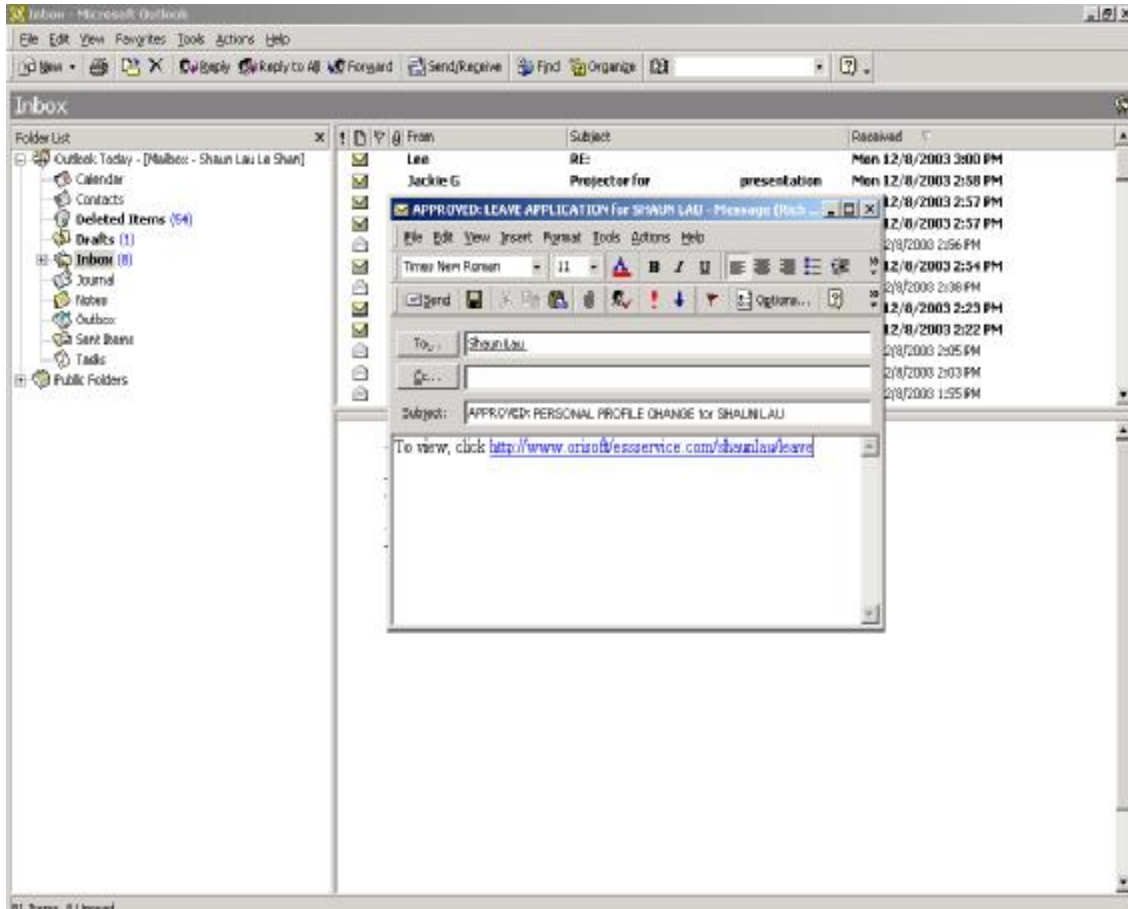 Inbox - Microsoft Outlook
File Edit View Favorites Tools Actions Help
New Reply Reply to All Forward Send/Receive Find Organize
Inbox
Folder List
! From Subject Received
Outlook Today - [Mailbox - Shaun Lau Le Shan]
Calendar
Contacts
Deleted Items (54)
Drafts (1)
Inbox (8)
Journal
Notes
Outbox
Sent Items
Tasks
Public Folders
Lee RE: Mon 12/8/2003 3:00 PM
Jackie G Projector for presentation Mon 12/8/2003 2:58 PM
12/8/2003 2:57 PM
12/8/2003 2:57 PM
2/8/2003 2:56 PM
12/8/2003 2:54 PM
2/8/2003 2:38 PM
12/8/2003 2:23 PM
12/8/2003 2:22 PM
2/8/2003 2:05 PM
2/8/2003 2:03 PM
2/8/2003 1:55 PM
APPROVED: LEAVE APPLICATION for SHAUN LAU - Message (Rich ...
File Edit View Insert Format Tools Actions Help
Times New Roman 11 A B I U
Send Options...
To... Shaun Lau
Cc...
Subject: APPROVED: PERSONAL PROFILE CHANGE for SHAUN LAU
To view, click http://www.orisoft/essservice.com/shaunlau/leave